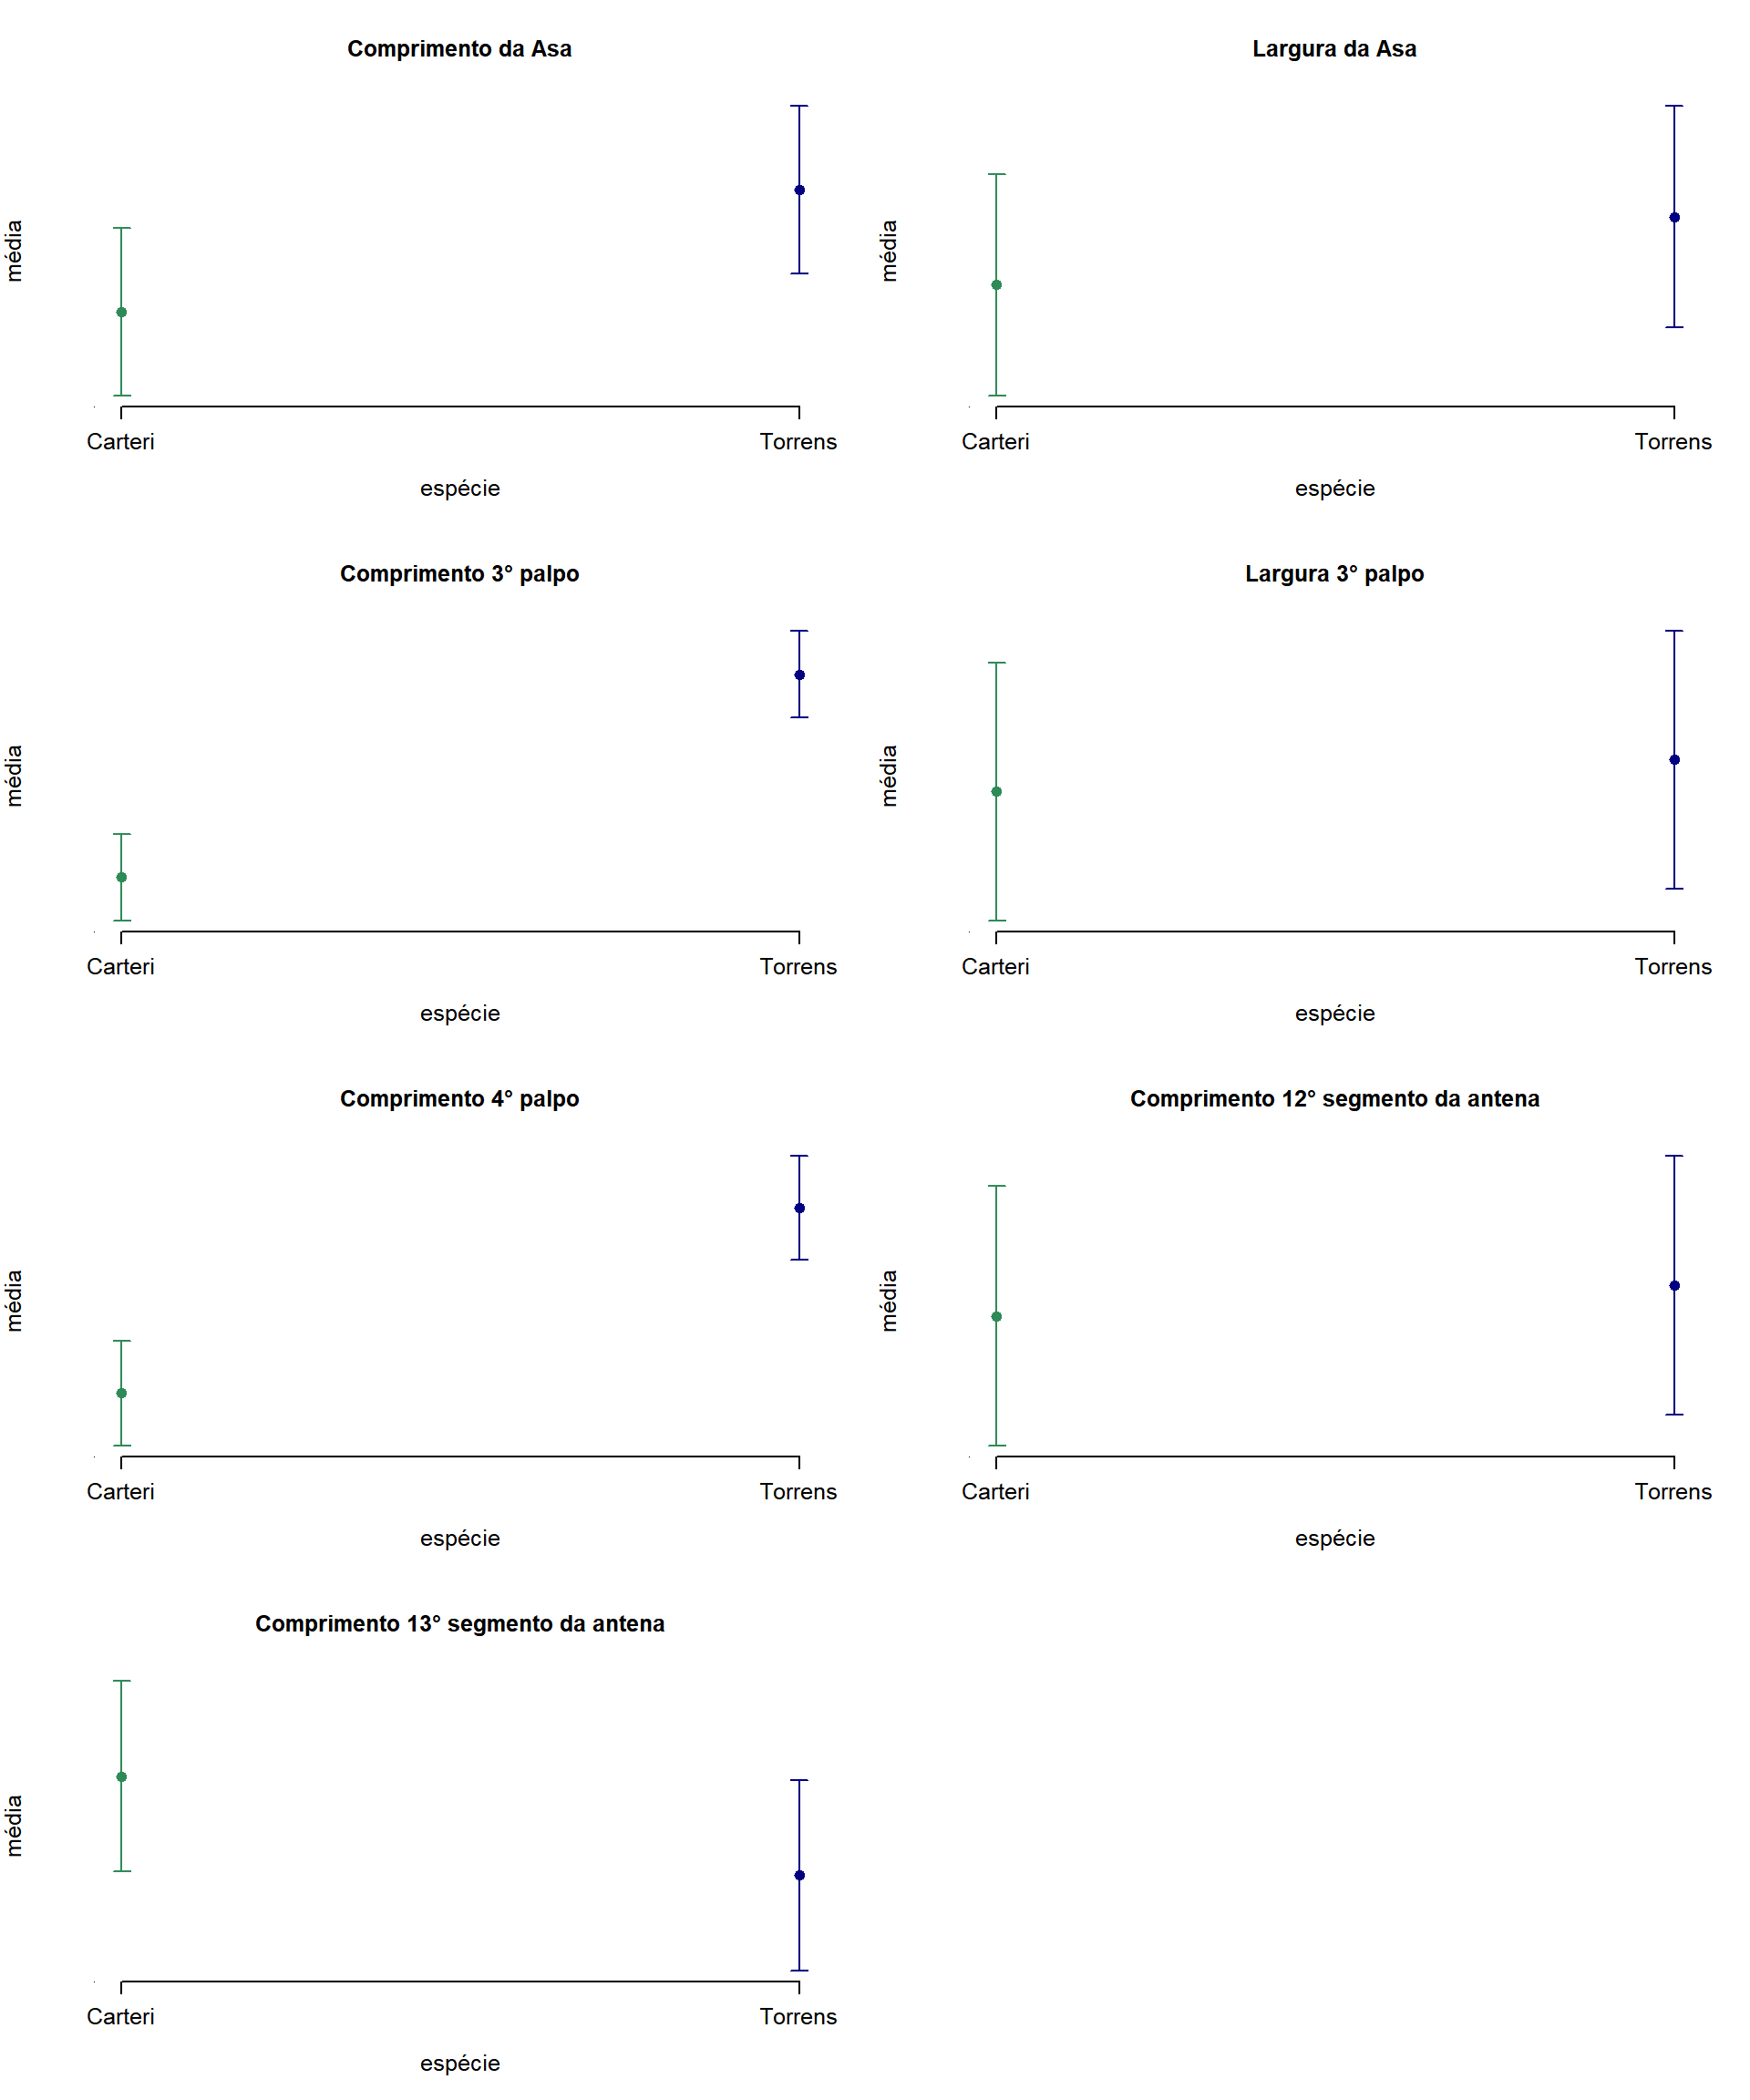 Comprimento da Asa
média
Carteri
Torrens
espécie
Largura da Asa
média
Carteri
Torrens
espécie
Comprimento 3° palpo
média
Carteri
Torrens
espécie
Largura 3° palpo
média
Carteri
Torrens
espécie
Comprimento 4° palpo
média
Carteri
Torrens
espécie
Comprimento 12° segmento da antena
média
Carteri
Torrens
espécie
Comprimento 13° segmento da antena
média
Carteri
Torrens
espécie